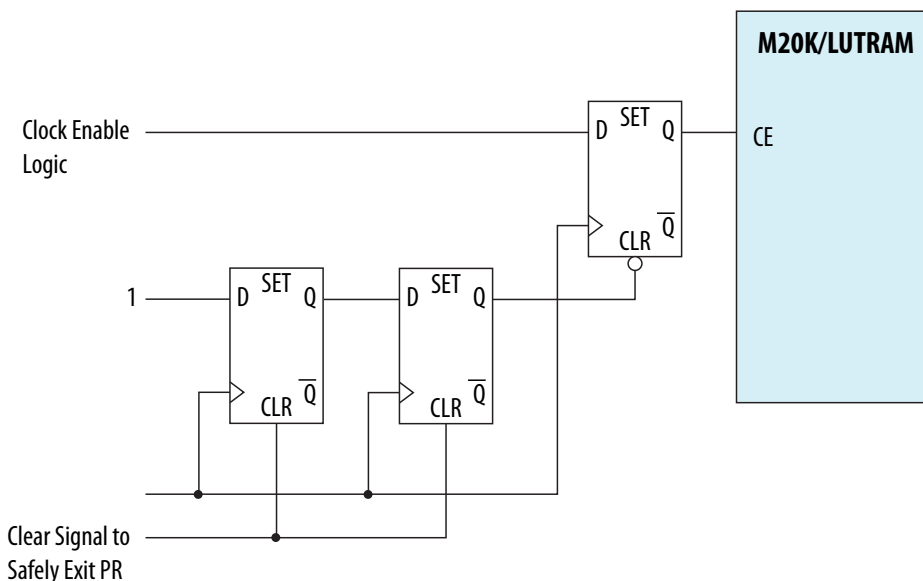 M20K/LUTRAM
Clock Enable
Logic
D SET Q
CE
CLR Q̅
1
D SET Q
D SET Q
CLR Q̅
CLR Q̅
Clear Signal to
Safely Exit PR